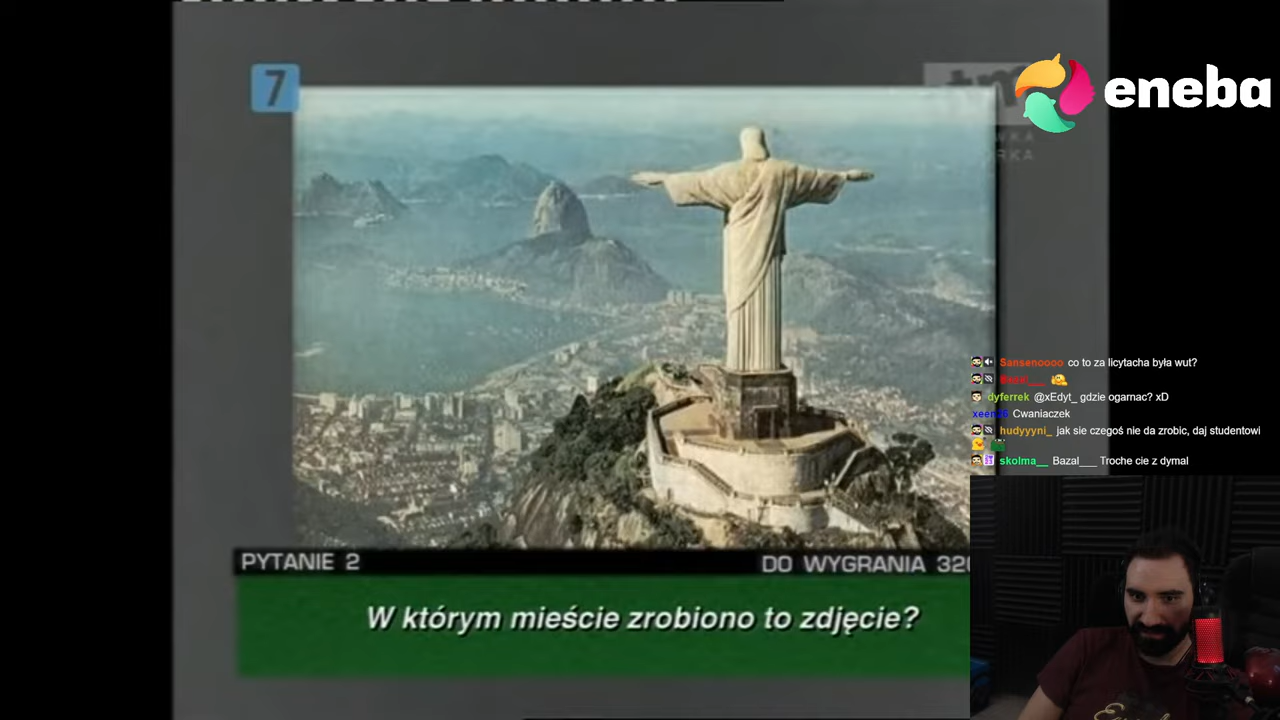 7
eneba
PYTANIE 2
DO WYGRANIA 320
W którym mieście zrobiono to zdjęcie?
Sansenoooo co to za licytacha była wut?
dyferrek @xEdyt_ gdzie ogarnac? xD
Cwaniaczek
hudyyyni_ jak sie czegoś nie da zrobic, daj studentowi
skolma__ Bazal___ Troche cie z dymal